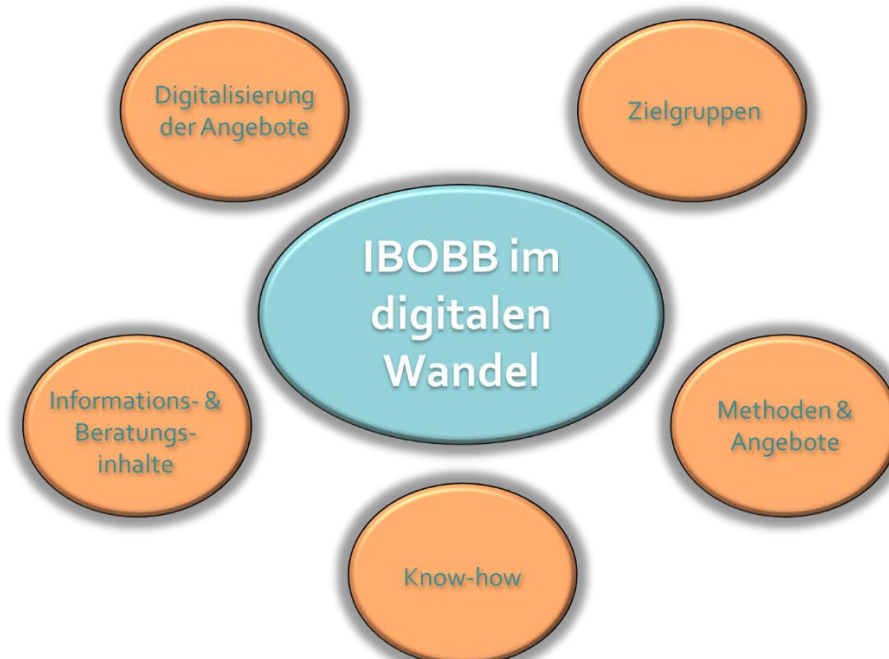 Digitalisierung
der Angebote
Zielgruppen
IBOBB im
digitalen
Wandel
Informations- &
Beratungs-
inhalte
Methoden &
Angebote
Know-how